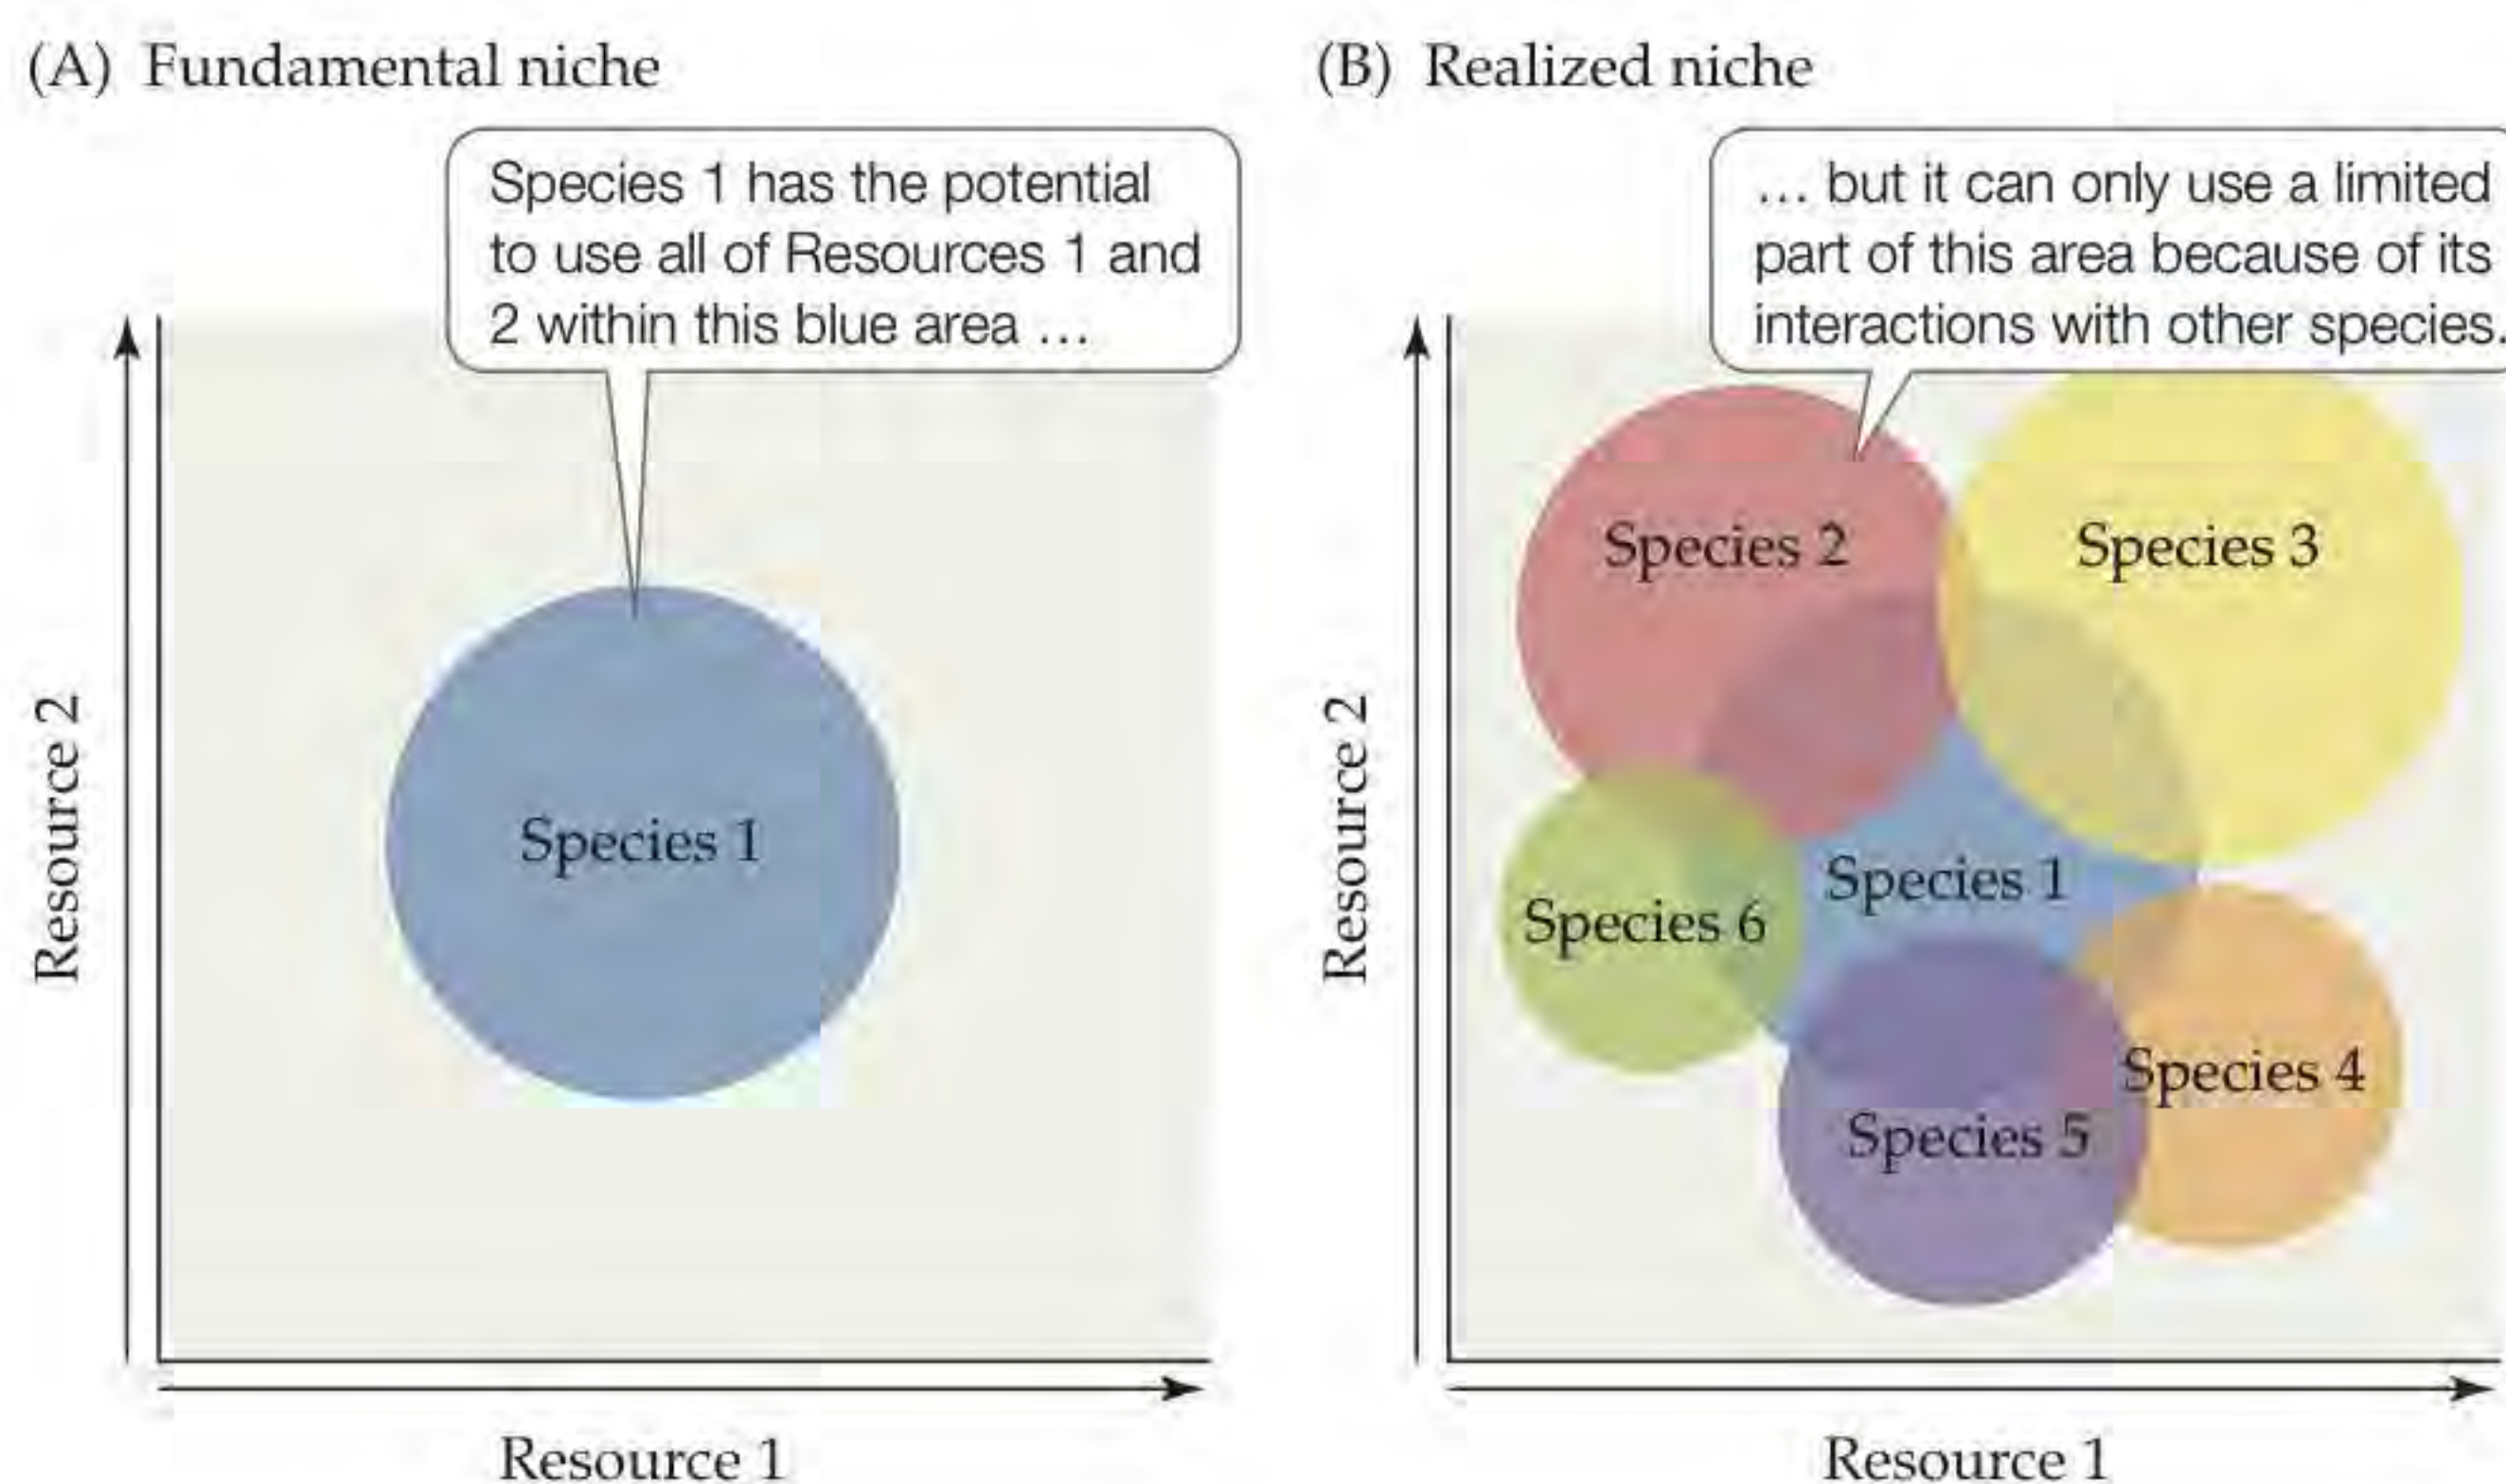 (A) Fundamental niche
Species 1 has the potential
to use all of Resources 1 and
2 within this blue area ...
Resource 2
Species 1
Resource 1
(B) Realized niche
... but it can only use a limited
part of this area because of its
interactions with other species.
Resource 2
Species 2
Species 3
Species 1
Species 6
Species 4
Species 5
Resource 1